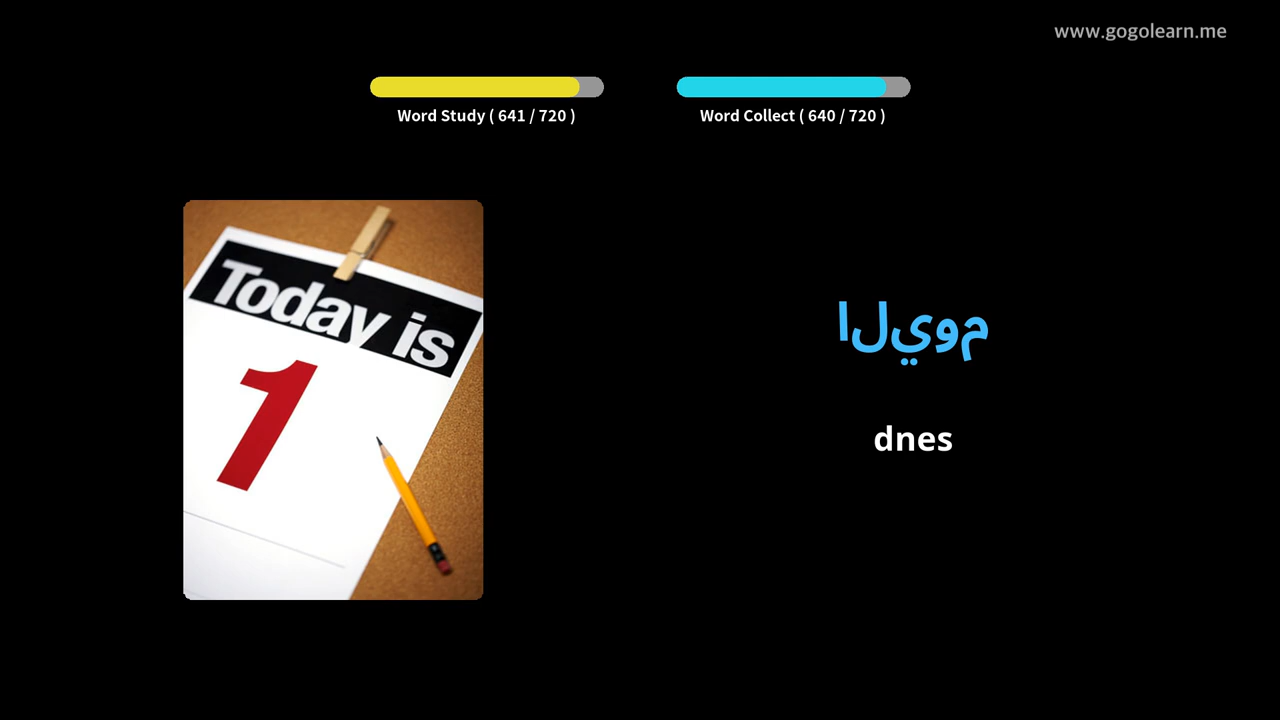 www.gogolearn.me
Word Study ( 641 / 720 )
Word Collect ( 640 / 720 )
Today is
1
اليوم
dnes